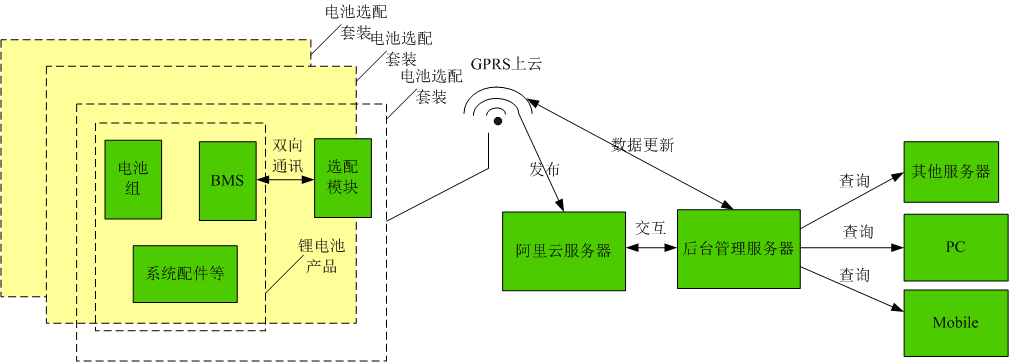 电池选配
套装
电池选配
套装
电池选配
套装
GPRS上云
电池
组
BMS
双向
通讯
选配
模块
系统配件等
锂电池
产品
发布
数据更新
阿里云服务器
交互
后台管理服务器
查询
其他服务器
查询
PC
查询
Mobile